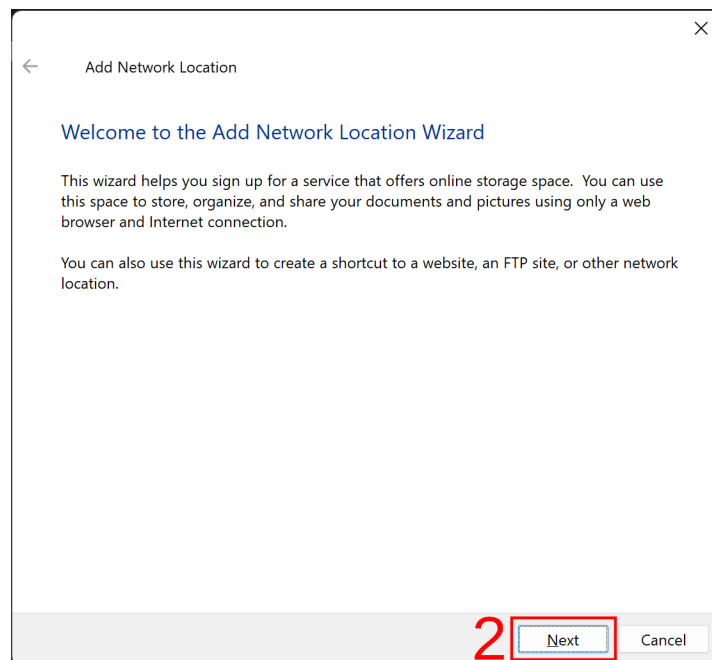 Add Network Location
Welcome to the Add Network Location Wizard
This wizard helps you sign up for a service that offers online storage space.  You can use
this space to store, organize, and share your documents and pictures using only a web
browser and Internet connection.
You can also use this wizard to create a shortcut to a website, an FTP site, or other network
location.
2 Next Cancel